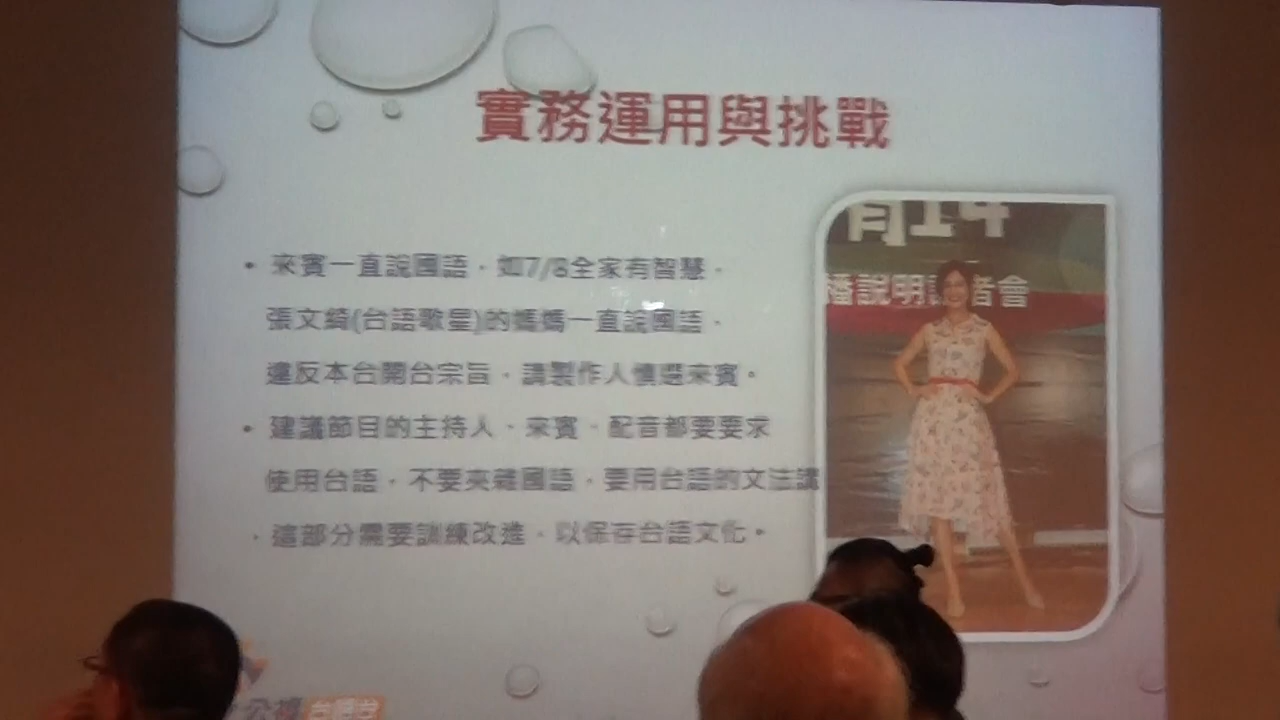 實務運用與挑戰
• 來賓一直說國語，如7/8全家有智慧，
張文綺(台語歌星)的媽媽一直說國語，
違反本台開台宗旨，請製作人慎選來賓。
• 建議節目的主持人、來賓、配音都要要求
使用台語，不要夾雜國語，要用台語的文法講
，這部分需要訓練改進，以保存台語文化。
播說明記者會
公視 台語台